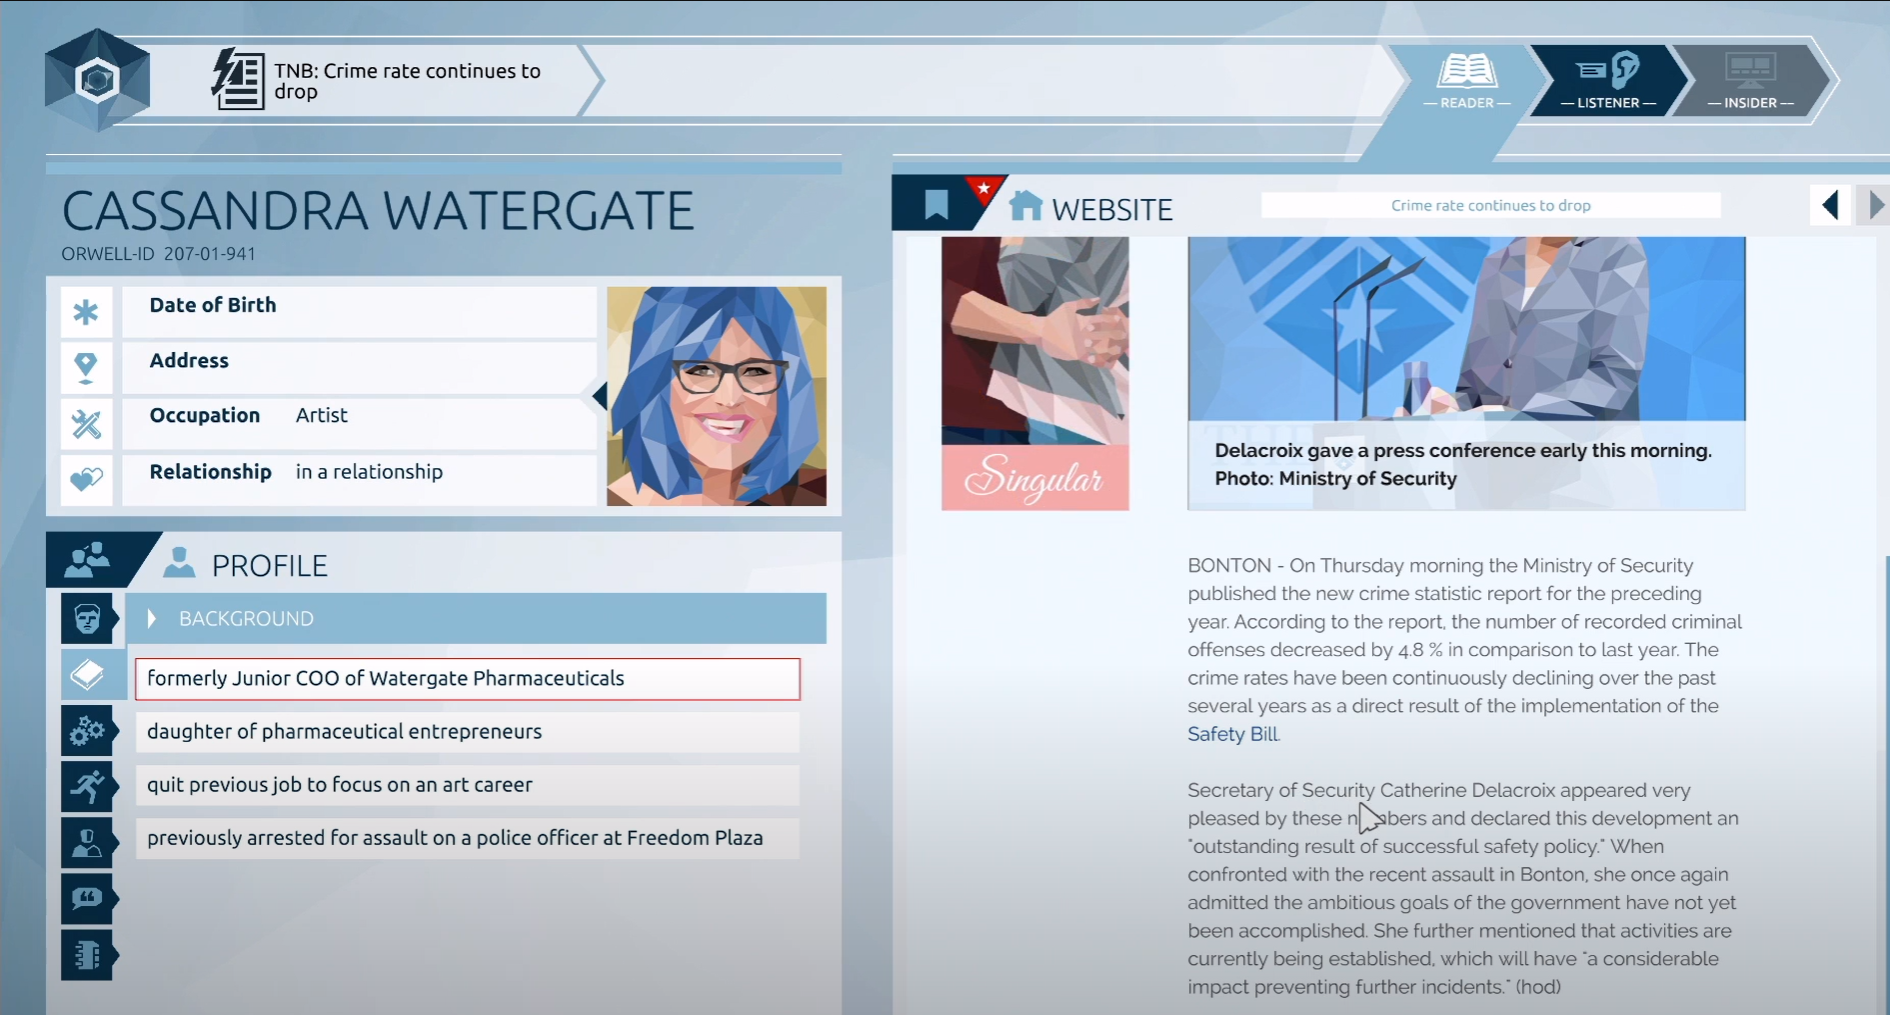 TNB: Crime rate continues to
drop
— READER —
— LISTENER —
— INSIDER —
CASSANDRA WATERGATE
ORWELL-ID 207-01-941
Date of Birth
Address
Occupation Artist
Relationship in a relationship
PROFILE
BACKGROUND
formerly Junior COO of Watergate Pharmaceuticals
daughter of pharmaceutical entrepreneurs
quit previous job to focus on an art career
previously arrested for assault on a police officer at Freedom Plaza
WEBSITE
Crime rate continues to drop
Singular
Delacroix gave a press conference early this morning.
Photo: Ministry of Security
BONTON - On Thursday morning the Ministry of Security
published the new crime statistic report for the preceding
year. According to the report, the number of recorded criminal
offenses decreased by 4.8 % in comparison to last year. The
crime rates have been continuously declining over the past
several years as a direct result of the implementation of the
Safety Bill.
Secretary of Security Catherine Delacroix appeared very
pleased by these numbers and declared this development an
"outstanding result of successful safety policy." When
confronted with the recent assault in Bonton, she once again
admitted the ambitious goals of the government have not yet
been accomplished. She further mentioned that activities are
currently being established, which will have "a considerable
impact preventing further incidents." (hod)